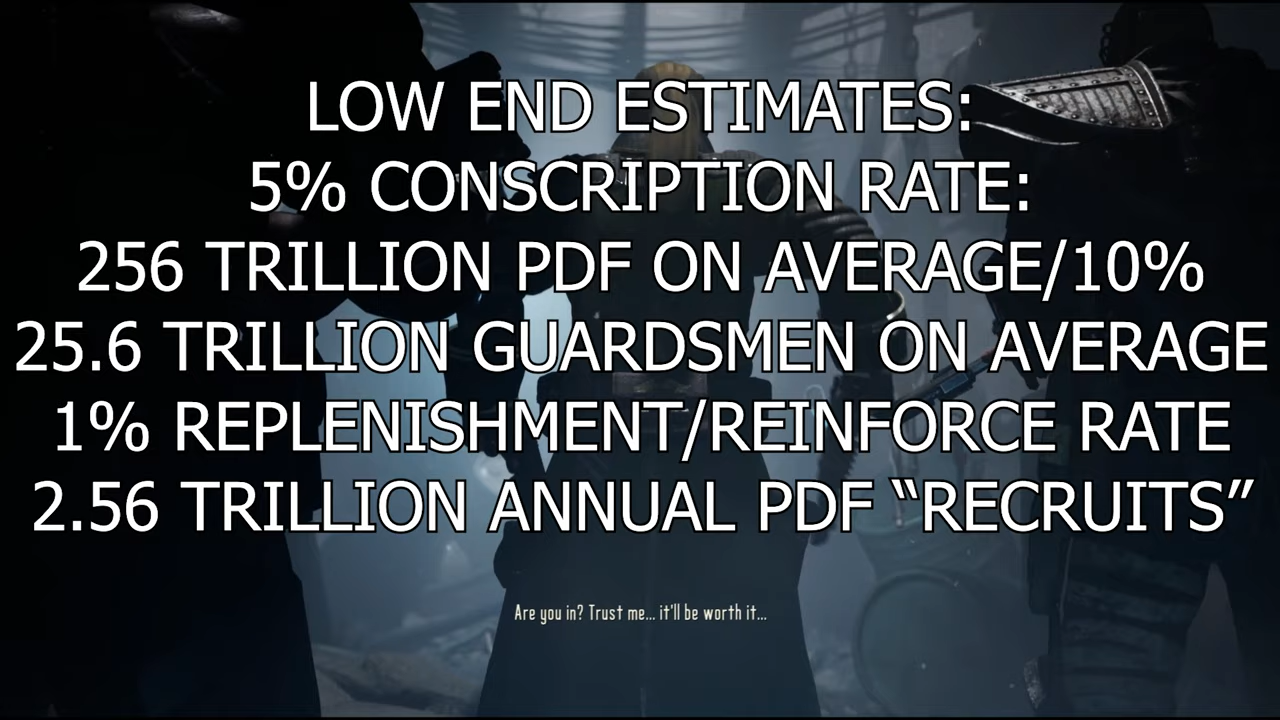 LOW END ESTIMATES:
5% CONSCRIPTION RATE:
256 TRILLION PDF ON AVERAGE/10%
25.6 TRILLION GUARDSMEN ON AVERAGE
1% REPLENISHMENT/REINFORCE RATE
2.56 TRILLION ANNUAL PDF “RECRUITS”
Are you in? Trust me... it'll be worth it...